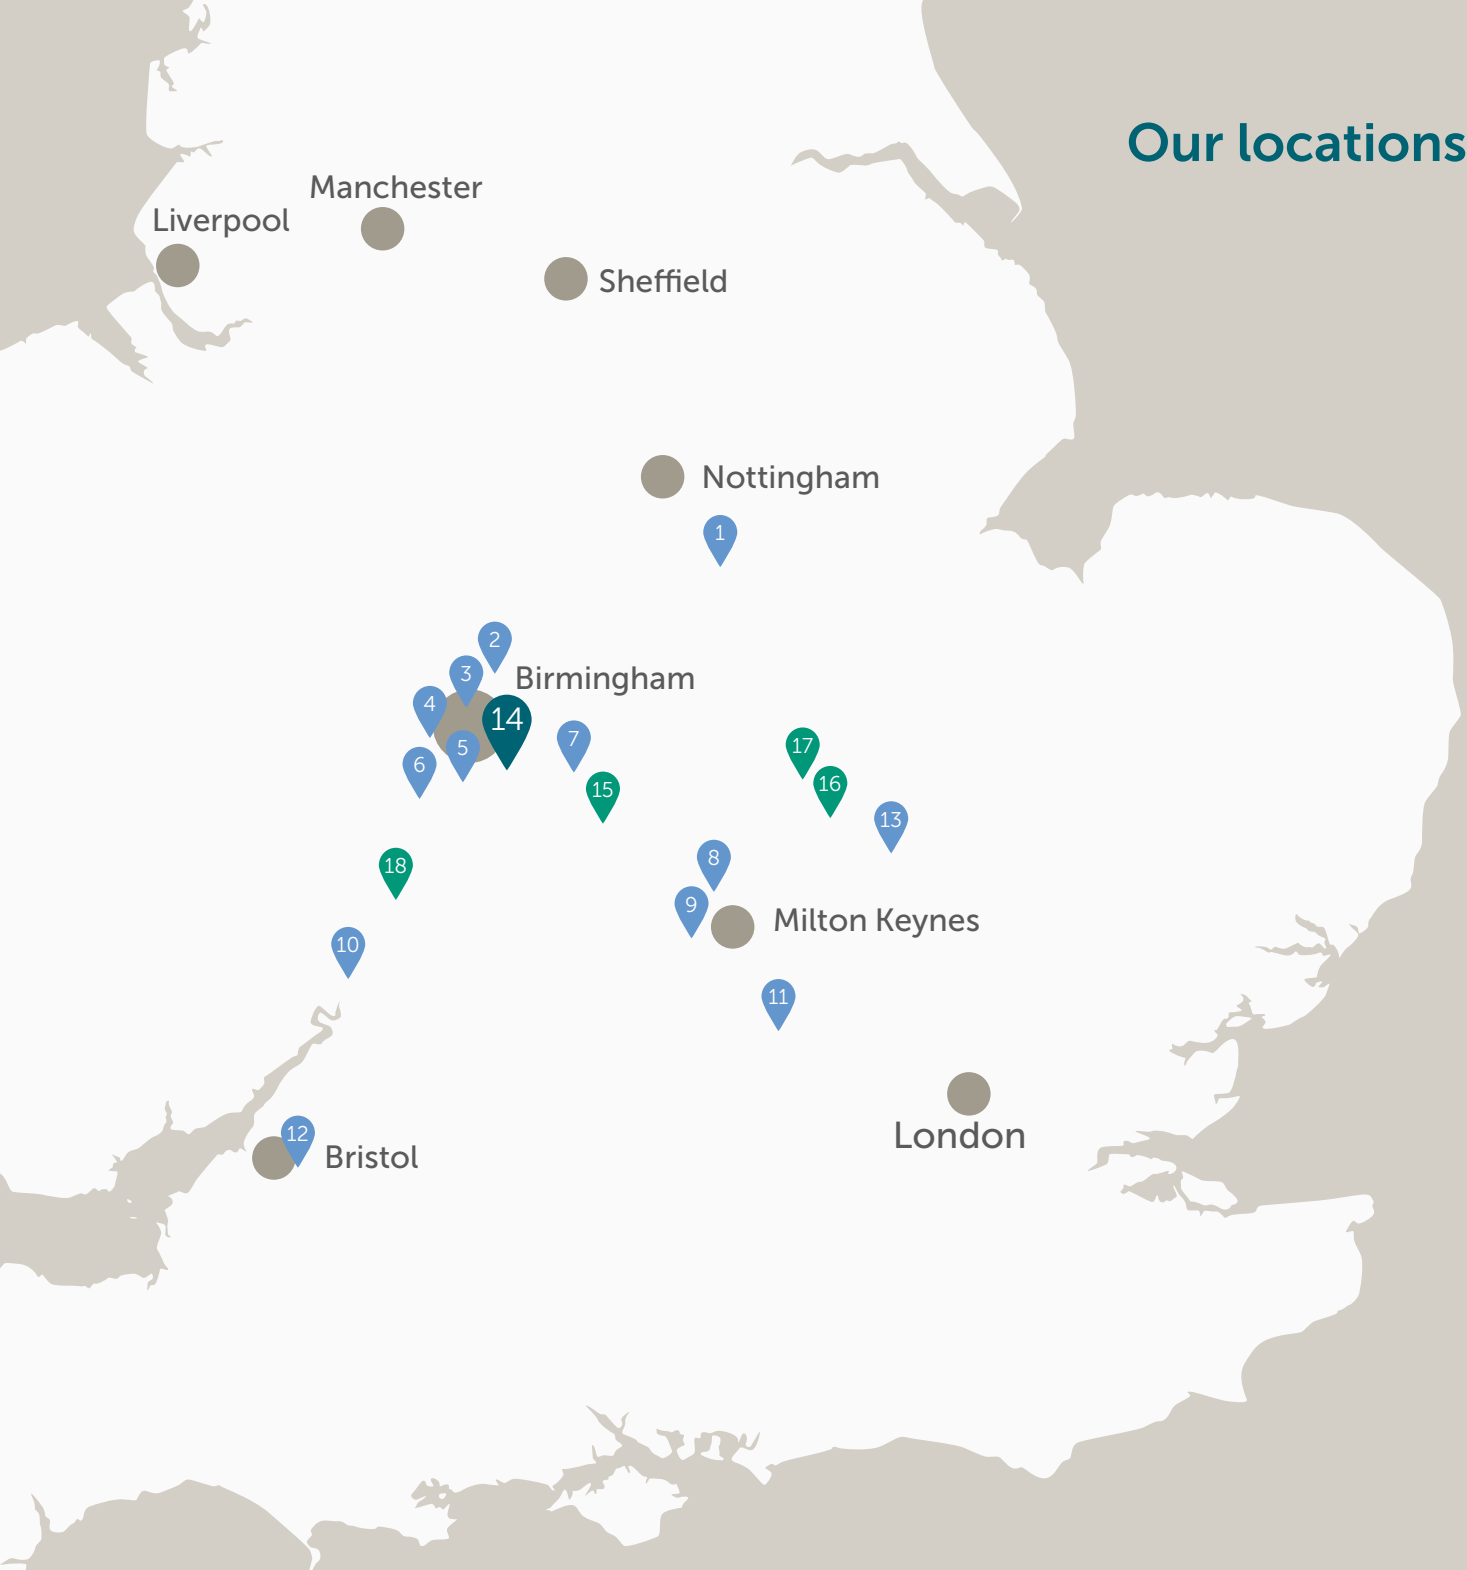 Our locations
Manchester
Liverpool
Sheffield
Nottingham
1
2
3
Birmingham
4
14
5
7
17
6
15
16
13
8
18
9
Milton Keynes
10
11
12
London
Bristol